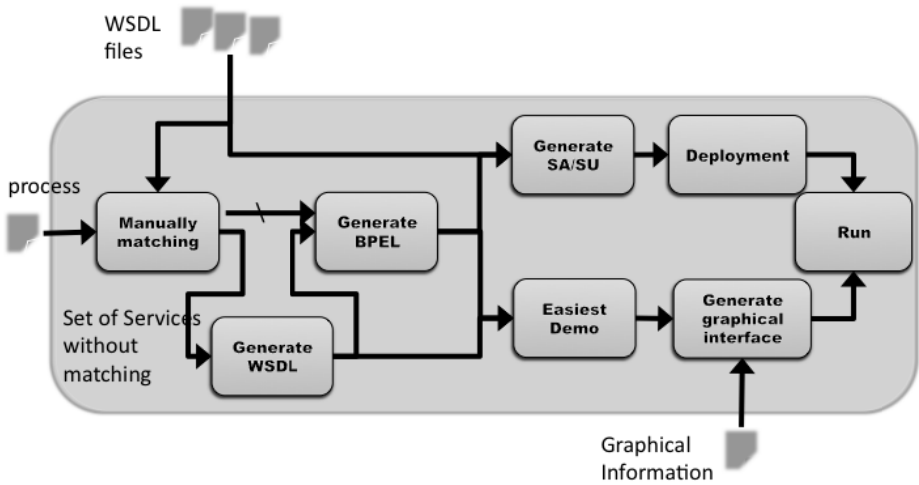 WSDL
files
process
Manually
matching
Generate
BPEL
Set of Services
without
matching
Generate
WSDL
Generate
SA/SU
Deployment
Run
Easiest
Demo
Generate
graphical
interface
Graphical
Information